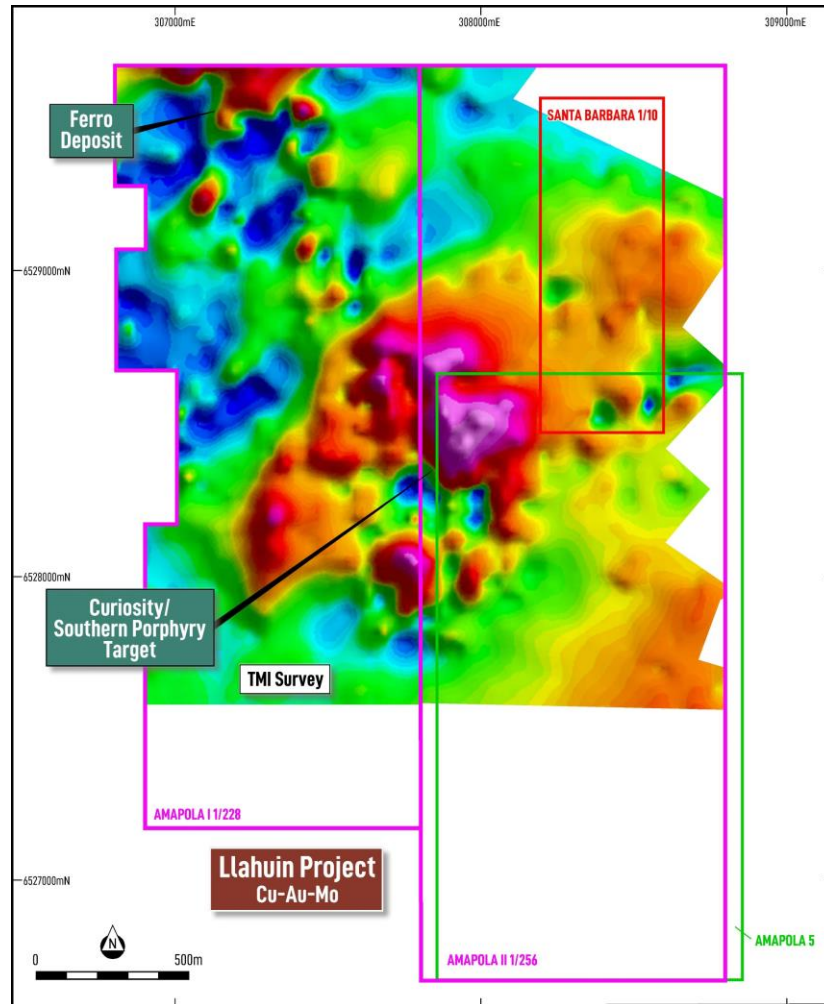 307000mE
308000mE
309000mE
Ferro
Deposit
SANTA BARBARA 1/10
6529000mN
6528000mN
Curiosity/
Southern Porphyry
Target
TMI Survey
AMAPOLA I 1/228
Llahuin Project
Cu-Au-Mo
6527000mN
N
0
500m
AMAPOLA II 1/256
AMAPOLA 5